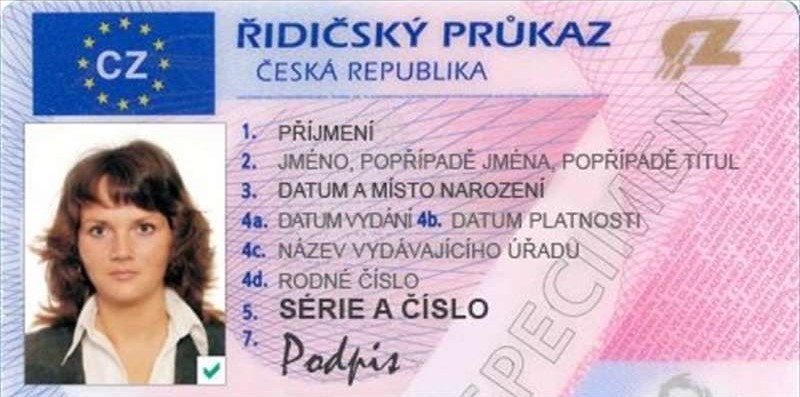 CZ
ŘIDIČSKÝ PRŮKAZ
CZ
ČESKÁ REPUBLIKA
1. PŘÍJMENÍ
2. JMÉNO, POPŘÍPADĚ JMÉNA, POPŘÍPADĚ TITUL
3. DATUM A MÍSTO NAROZENÍ
4a. DATUM VYDÁNÍ 4b. DATUM PLATNOSTI
4c. NÁZEV VYDÁVAJÍCÍHO ÚŘADU
4d. RODNÉ ČÍSLO
5. SÉRIE A ČÍSLO
7. Podpis
SPECIMEN